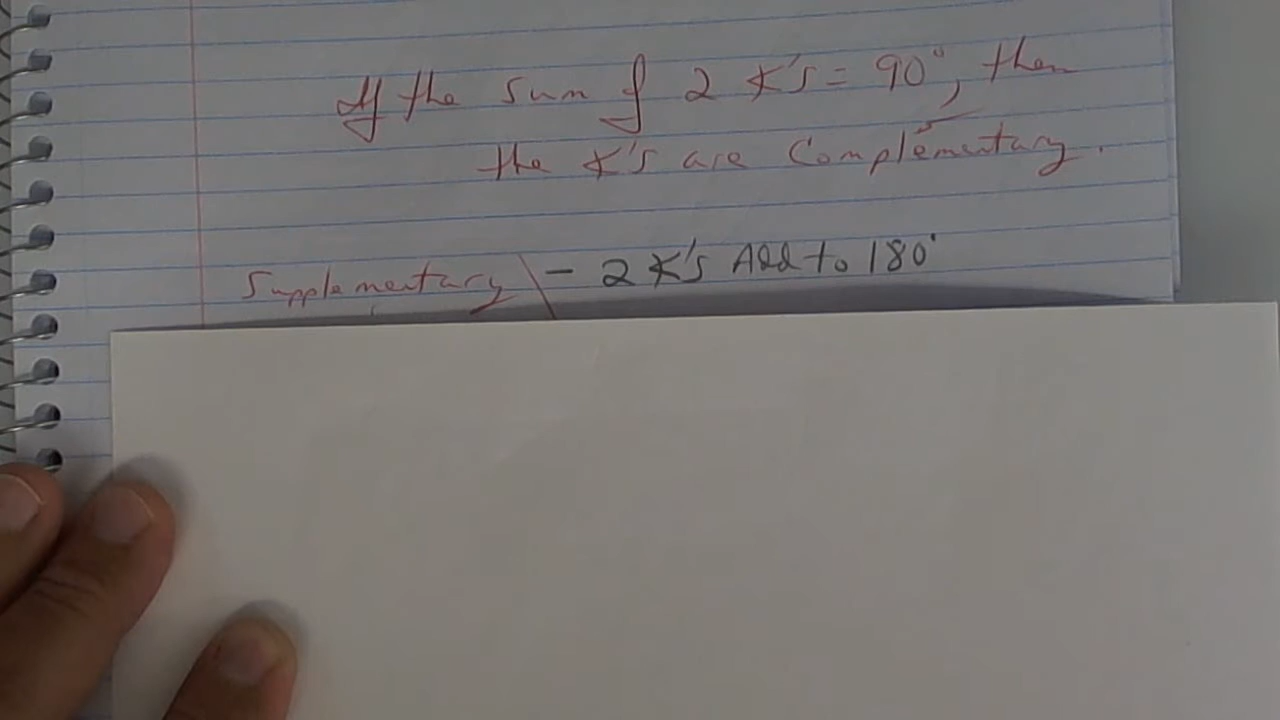 If the sum of 2 ∡'s = 90°, then
the ∡'s are Complementary.
Supplementary \ - 2 ∡'s Add to 180°